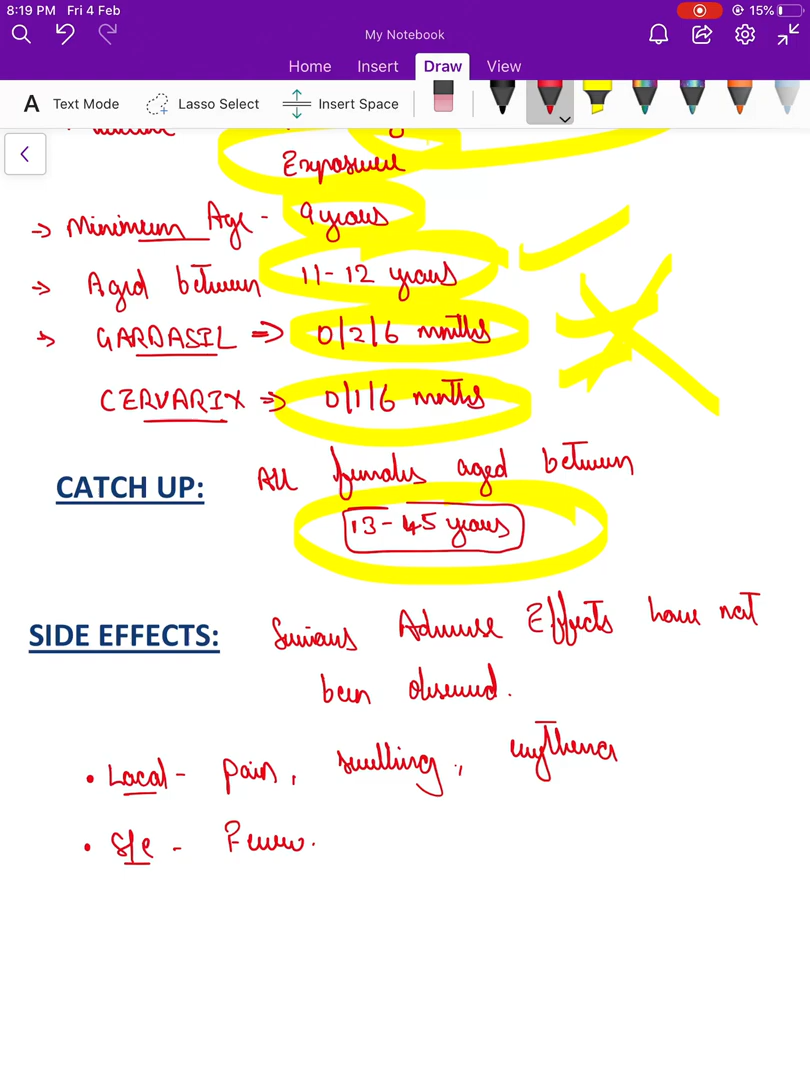 8:19 PM Fri 4 Feb 15%
My Notebook
Home Insert Draw View
A Text Mode Lasso Select Insert Space
Exposure
→ Minimum Age - 9 years
→ Aged between 11-12 years
→ GARDASIL ⇒ 0/2/6 months
CERVARIX ⇒ 0/1/6 months
CATCH UP: All females aged between
13-45 years
SIDE EFFECTS: Serious Adverse Effects have not
been observed.
• Local - pain, swelling, erythema
• S/e - Fever.